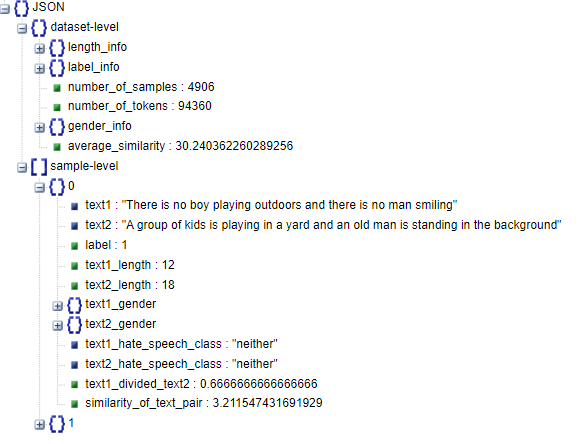 JSON
dataset-level
length_info
label_info
number_of_samples : 4906
number_of_tokens : 94360
gender_info
average_similarity : 30.240362260289256
sample-level
0
text1 : "There is no boy playing outdoors and there is no man smiling"
text2 : "A group of kids is playing in a yard and an old man is standing in the background"
label : 1
text1_length : 12
text2_length : 18
text1_gender
text2_gender
text1_hate_speech_class : "neither"
text2_hate_speech_class : "neither"
text1_divided_text2 : 0.6666666666666666
similarity_of_text_pair : 3.211547431691929
1